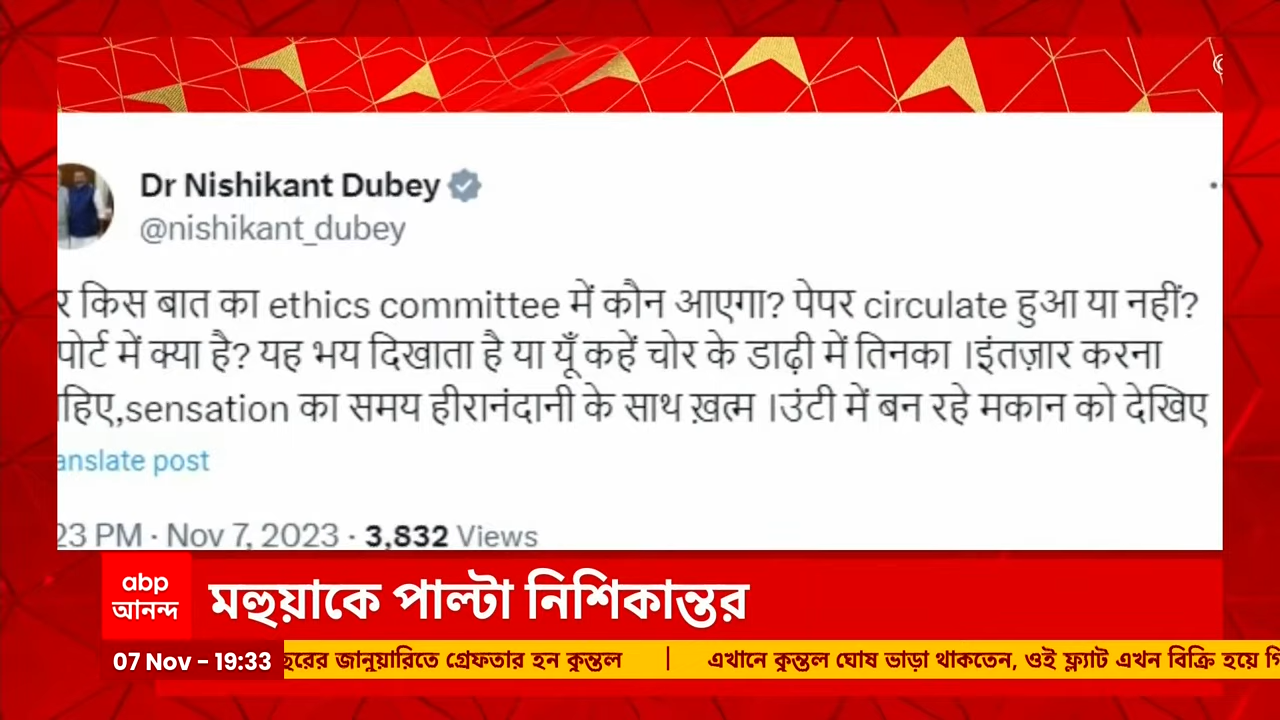 Dr Nishikant Dubey
@nishikant_dubey
र किस बात का ethics committee में कौन आएगा? पेपर circulate हुआ या नहीं?
पोर्ट में क्या है? यह भय दिखाता है या यूँ कहें चोर के डाढ़ी में तिनका ।इंतज़ार करना
हिए,sensation का समय हीरानंदानी के साथ ख़त्म ।उंटी में बन रहे मकान को देखिए
anslate post
23 PM · Nov 7, 2023 · 3,832 Views
abp
আনন্দ
মহুয়াকে পাল্টা নিশিকান্তর
07 Nov - 19:33
ছরের জানুয়ারিতে গ্রেফতার হন কুন্তল | এখানে কুন্তল ঘোষ ভাড়া থাকতেন, ওই ফ্ল্যাট এখন বিক্রি হয়ে